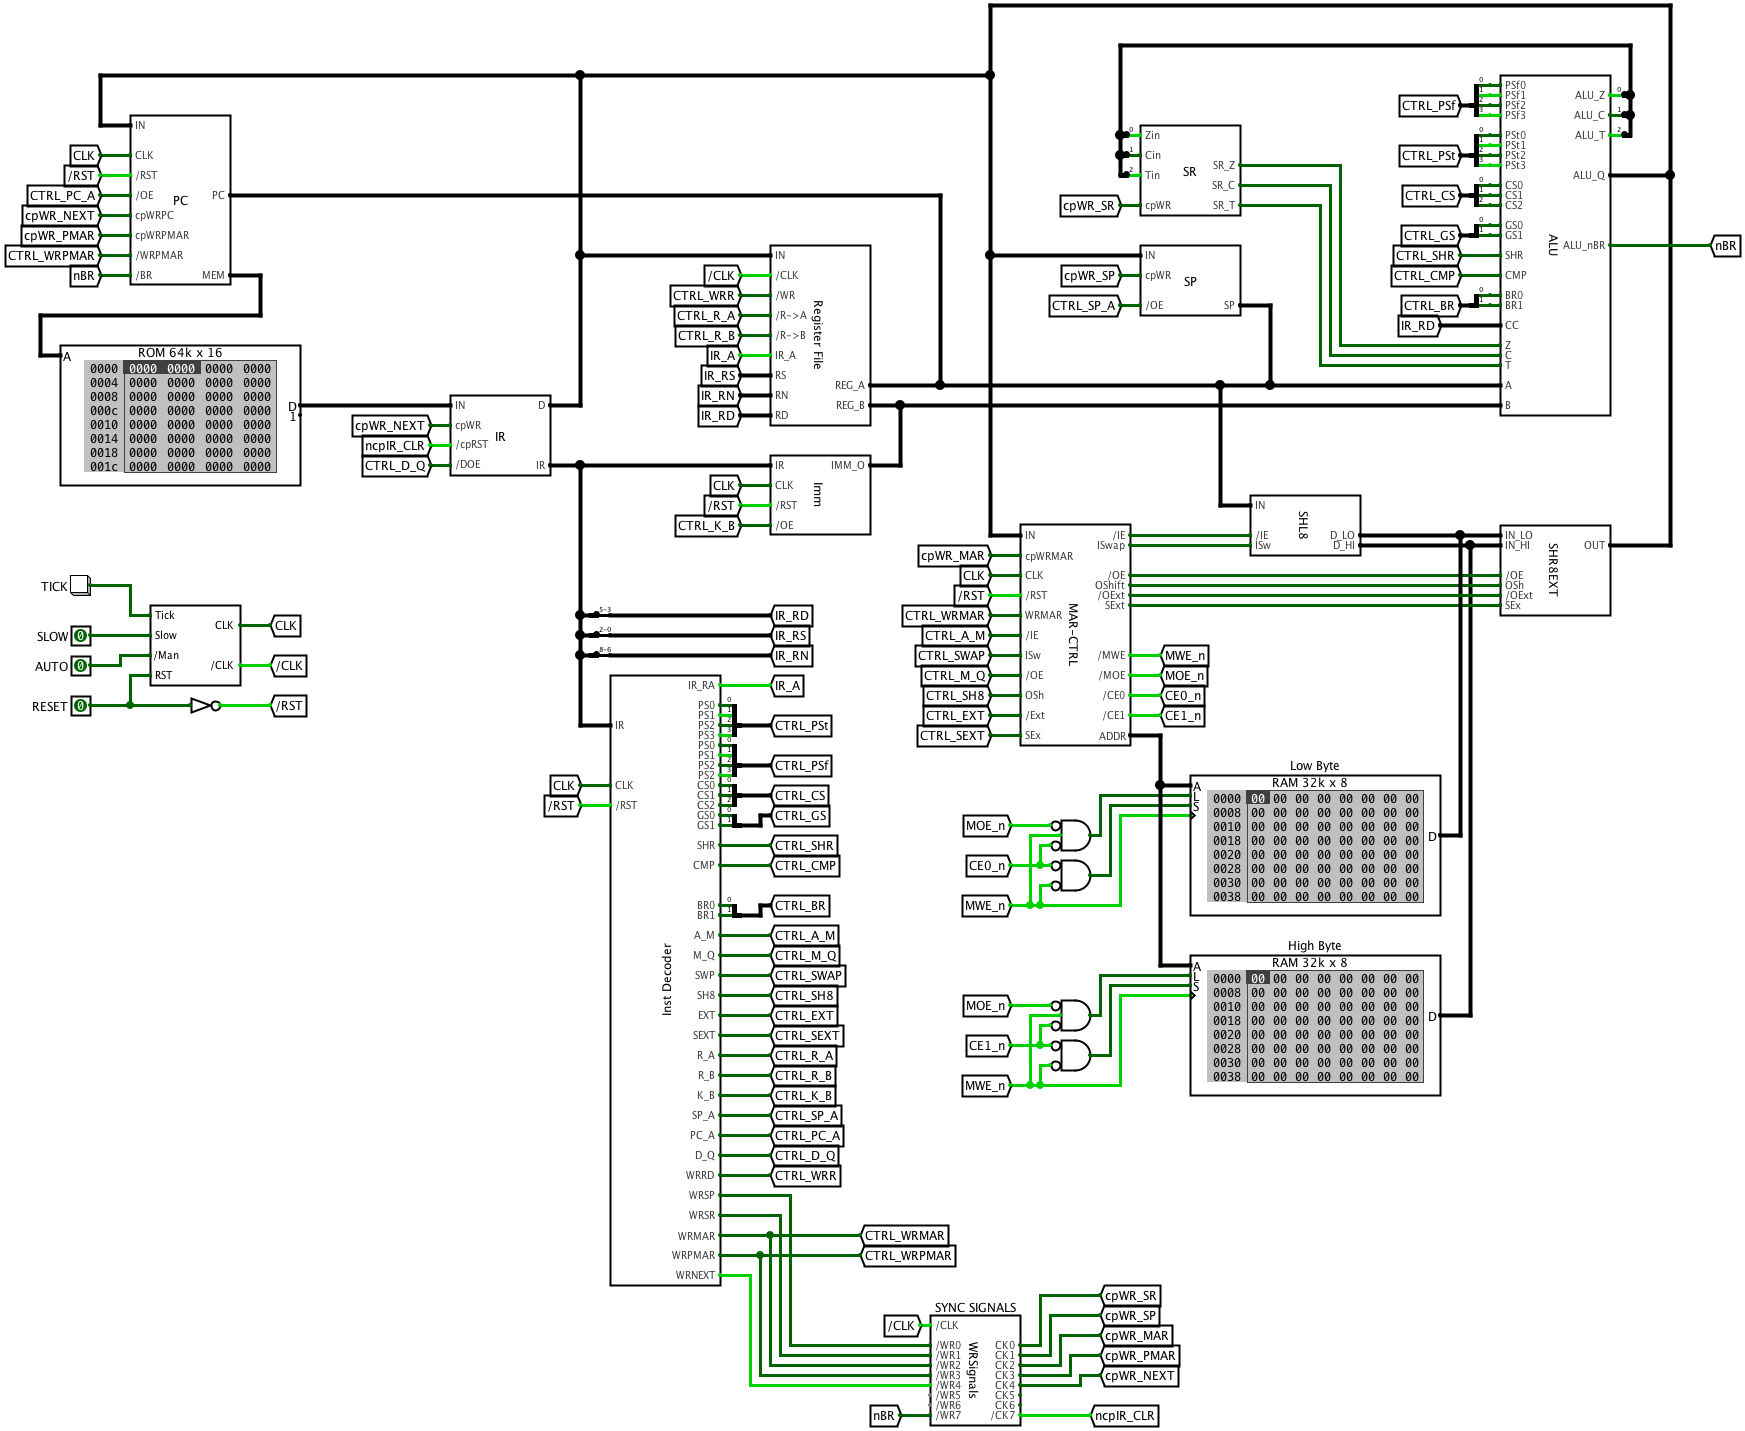 IN
CLK
/RST
/OE
cpWRPC
cpWRPMAR
/WRPMAR
/BR
PC
PC
MEM
CLK
/RST
CTRL_PC_A
cpWR_NEXT
cpWR_PMAR
CTRL_WRPMAR
nBR
ROM 64k x 16
A
0000 0000 0000 0000 0000
0004 0000 0000 0000 0000
0008 0000 0000 0000 0000
000c 0000 0000 0000 0000
0010 0000 0000 0000 0000
0014 0000 0000 0000 0000
0018 0000 0000 0000 0000
001c 0000 0000 0000 0000
D
1
cpWR_NEXT
ncpIR_CLR
CTRL_D_Q
IN
cpWR
/cpRST
/DOE
IR
D
IR
/CLK
CTRL_WRR
CTRL_R_A
CTRL_R_B
IR_A
IR_RS
IR_RN
IR_RD
IN
/CLK
/WR
/R->A
/R->B
IR_A
RS
RN
RD
Register File
REG_A
REG_B
CLK
/RST
CTRL_K_B
IR
CLK
/RST
/OE
Imm
IMM_O
cpWR_SR
Zin
Cin
Tin
cpWR
SR
SR_Z
SR_C
SR_T
cpWR_SP
CTRL_SP_A
IN
cpWR
/OE
SP
SP
CTRL_PSf
CTRL_PSt
CTRL_CS
CTRL_GS
CTRL_SHR
CTRL_CMP
CTRL_BR
IR_RD
PSf0
PSf1
PSf2
PSf3
PSt0
PSt1
PSt2
PSt3
CS0
CS1
CS2
GS0
GS1
SHR
CMP
BR0
BR1
CC
Z
C
T
A
B
ALU
ALU_Z
ALU_C
ALU_T
ALU_Q
ALU_nBR
nBR
TICK
SLOW
0
AUTO
0
RESET
0
Tick
Slow
/Man
RST
CLK
/CLK
CLK
/CLK
/RST
5-3
IR_RD
2-0
IR_RS
8-6
IR_RN
cpWR_MAR
CLK
/RST
CTRL_WRMAR
CTRL_A_M
CTRL_SWAP
CTRL_M_Q
CTRL_SH8
CTRL_EXT
CTRL_SEXT
IN
cpWRMAR
CLK
/RST
WRMAR
/IE
ISw
/OE
OSh
/Ext
SEx
MAR-CTRL
/IE
ISwap
/OE
OShift
/OExt
SExt
/MWE
/MOE
/CE0
/CE1
ADDR
MWE_n
MOE_n
CE0_n
CE1_n
IN
/IE
ISw
SHL8
D_LO
D_HI
IN_LO
IN_HI
/OE
OSh
/OExt
SEx
SHR8EXT
OUT
IR
CLK
/RST
CLK
/RST
Inst Decoder
IR_RA
PS0
PS1
PS2
PS3
PS0
PS1
PS2
PS2
CS0
CS1
CS2
GS0
GS1
SHR
CMP
BR0
BR1
A_M
M_Q
SWP
SH8
EXT
SEXT
R_A
R_B
K_B
SP_A
PC_A
D_Q
WRRD
WRSP
WRSR
WRMAR
WRPMAR
WRNEXT
IR_A
CTRL_PSt
CTRL_PSf
CTRL_CS
CTRL_GS
CTRL_SHR
CTRL_CMP
CTRL_BR
CTRL_A_M
CTRL_M_Q
CTRL_SWAP
CTRL_SH8
CTRL_EXT
CTRL_SEXT
CTRL_R_A
CTRL_R_B
CTRL_K_B
CTRL_SP_A
CTRL_PC_A
CTRL_D_Q
CTRL_WRR
CTRL_WRMAR
CTRL_WRPMAR
MOE_n
CE0_n
MWE_n
Low Byte
RAM 32k x 8
A
L
S
0000 00 00 00 00 00 00 00 00
0008 00 00 00 00 00 00 00 00
0010 00 00 00 00 00 00 00 00
0018 00 00 00 00 00 00 00 00
0020 00 00 00 00 00 00 00 00
0028 00 00 00 00 00 00 00 00
0030 00 00 00 00 00 00 00 00
0038 00 00 00 00 00 00 00 00
D
MOE_n
CE1_n
MWE_n
High Byte
RAM 32k x 8
A
L
S
0000 00 00 00 00 00 00 00 00
0008 00 00 00 00 00 00 00 00
0010 00 00 00 00 00 00 00 00
0018 00 00 00 00 00 00 00 00
0020 00 00 00 00 00 00 00 00
0028 00 00 00 00 00 00 00 00
0030 00 00 00 00 00 00 00 00
0038 00 00 00 00 00 00 00 00
D
SYNC SIGNALS
/CLK
nBR
/CLK
/WR0
/WR1
/WR2
/WR3
/WR4
/WR5
/WR6
/WR7
WRSignals
CK0
CK1
CK2
CK3
CK4
CK5
CK6
/CK7
cpWR_SR
cpWR_SP
cpWR_MAR
cpWR_PMAR
cpWR_NEXT
ncpIR_CLR